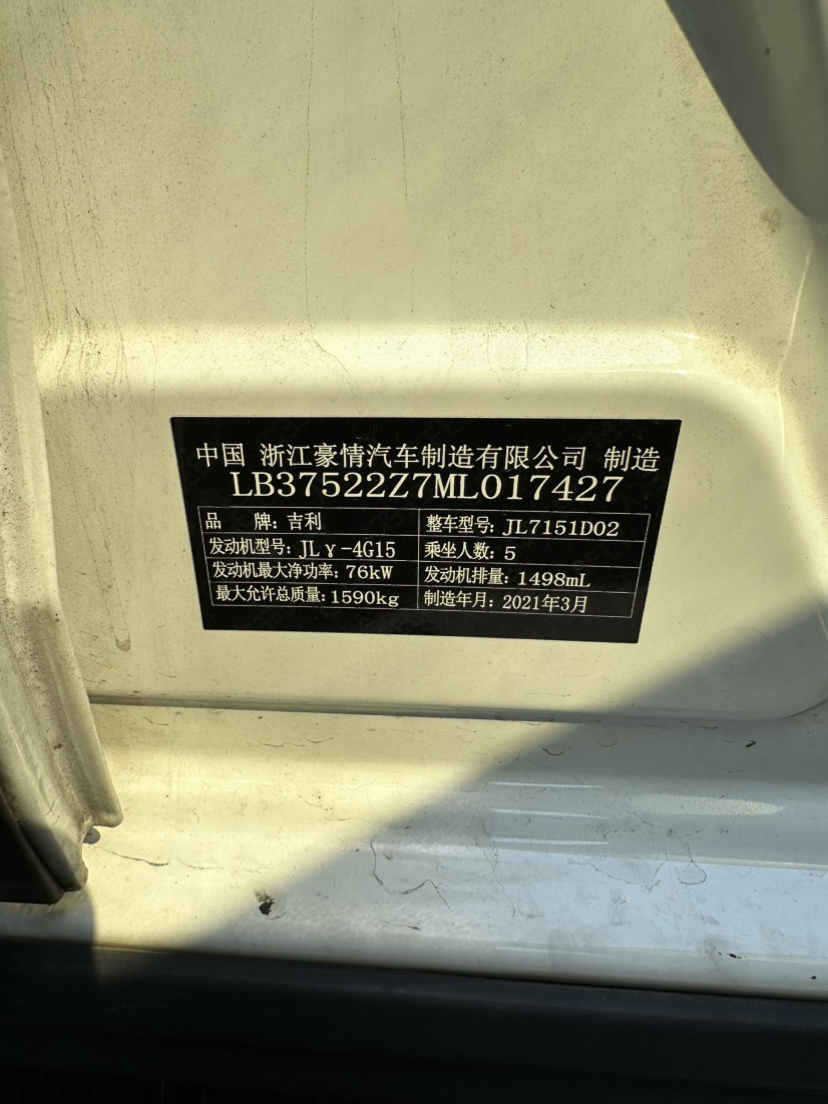 中国 浙江豪情汽车制造有限公司 制造
LB37522Z7ML017427
品 牌：吉利 整车型号：JL7151D02
发动机型号：JLγ-4G15 乘坐人数：5
发动机最大净功率：76kW 发动机排量：1498mL
最大允许总质量：1590kg 制造年月：2021年3月